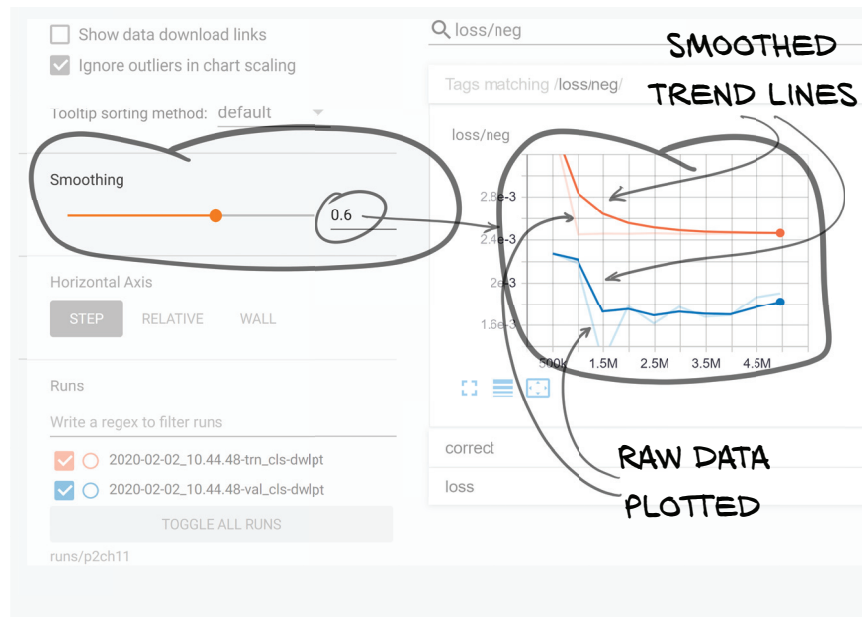 Show data download links
Ignore outliers in chart scaling
Tooltip sorting method: default
Smoothing
0.6
Horizontal Axis
STEP RELATIVE WALL
Runs
Write a regex to filter runs
2020-02-02_10.44.48-trn_cls-dwlpt
2020-02-02_10.44.48-val_cls-dwlpt
TOGGLE ALL RUNS
runs/p2ch11
loss/neg
Tags matching /loss/neg/
loss/neg
2.8e-3
2.4e-3
2e-3
1.6e-3
500k 1.5M 2.5M 3.5M 4.5M
correct
loss
SMOOTHED
TREND LINES
RAW DATA
PLOTTED